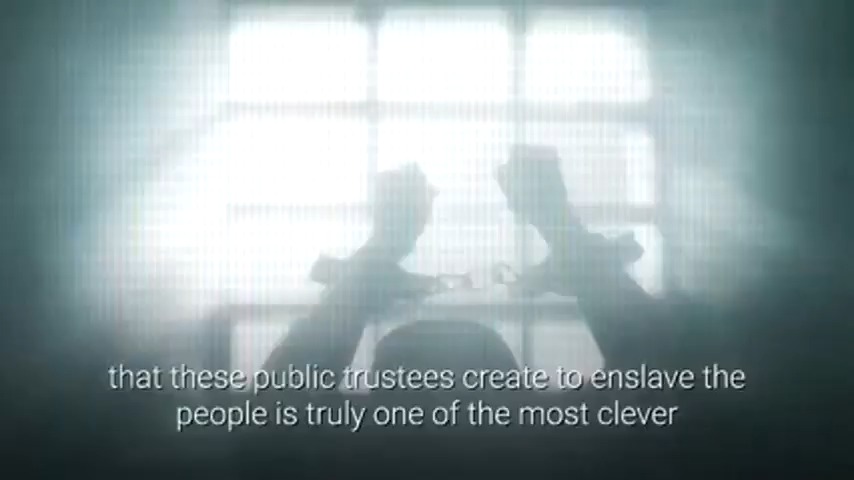 that these public trustees create to enslave the
people is truly one of the most clever